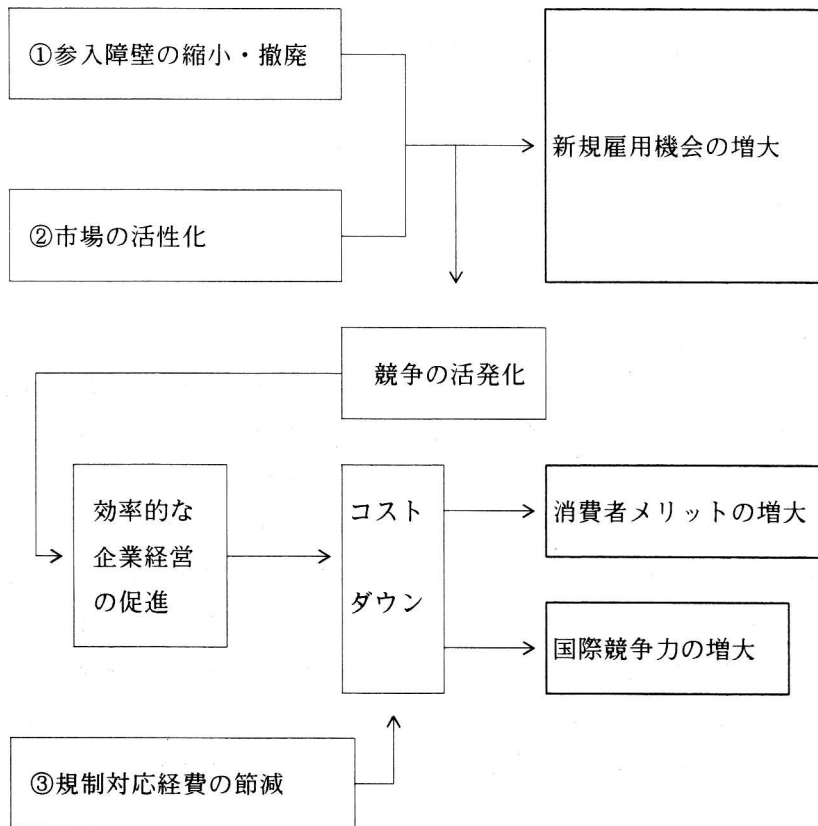 ①参入障壁の縮小・撤廃
新規雇用機会の増大
②市場の活性化
競争の活発化
効率的な
企業経営
の促進
コスト
ダウン
消費者メリットの増大
国際競争力の増大
③規制対応経費の節減